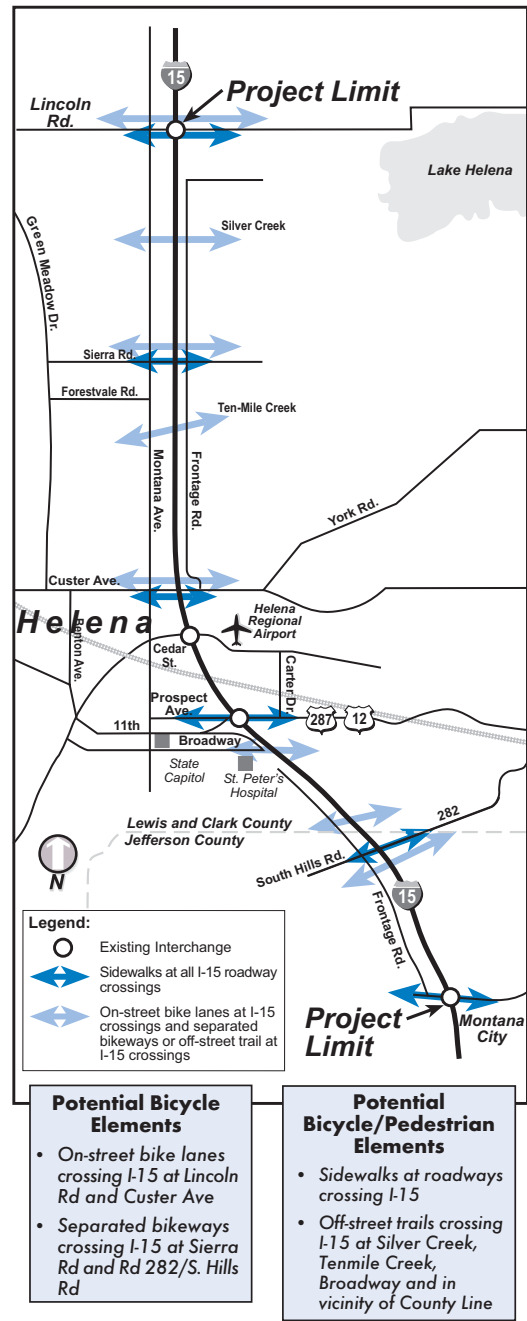 15
Project Limit
Lincoln
Rd.
Lake Helena
Green Meadow Dr.
Silver Creek
Sierra Rd.
Forestvale Rd.
Ten-Mile Creek
Montana Ave.
Frontage Rd.
York Rd.
Custer Ave.
Helena
Benton Ave.
Helena
Regional
Airport
Cedar
St.
Carter Dr.
Prospect
Ave.
287
12
11th
Broadway
State
Capitol
St. Peter's
Hospital
Lewis and Clark County
Jefferson County
282
South Hills Rd.
N
15
Frontage Rd.
Legend:
Existing Interchange
Sidewalks at all I-15 roadway
crossings
On-street bike lanes at I-15
crossings and separated
bikeways or off-street trail at
I-15 crossings
Project
Limit
Montana
City
Potential Bicycle
Elements
• On-street bike lanes
crossing I-15 at Lincoln
Rd and Custer Ave
• Separated bikeways
crossing I-15 at Sierra
Rd and Rd 282/S. Hills
Rd
Potential
Bicycle/Pedestrian
Elements
• Sidewalks at roadways
crossing I-15
• Off-street trails crossing
I-15 at Silver Creek,
Tenmile Creek,
Broadway and in
vicinity of County Line